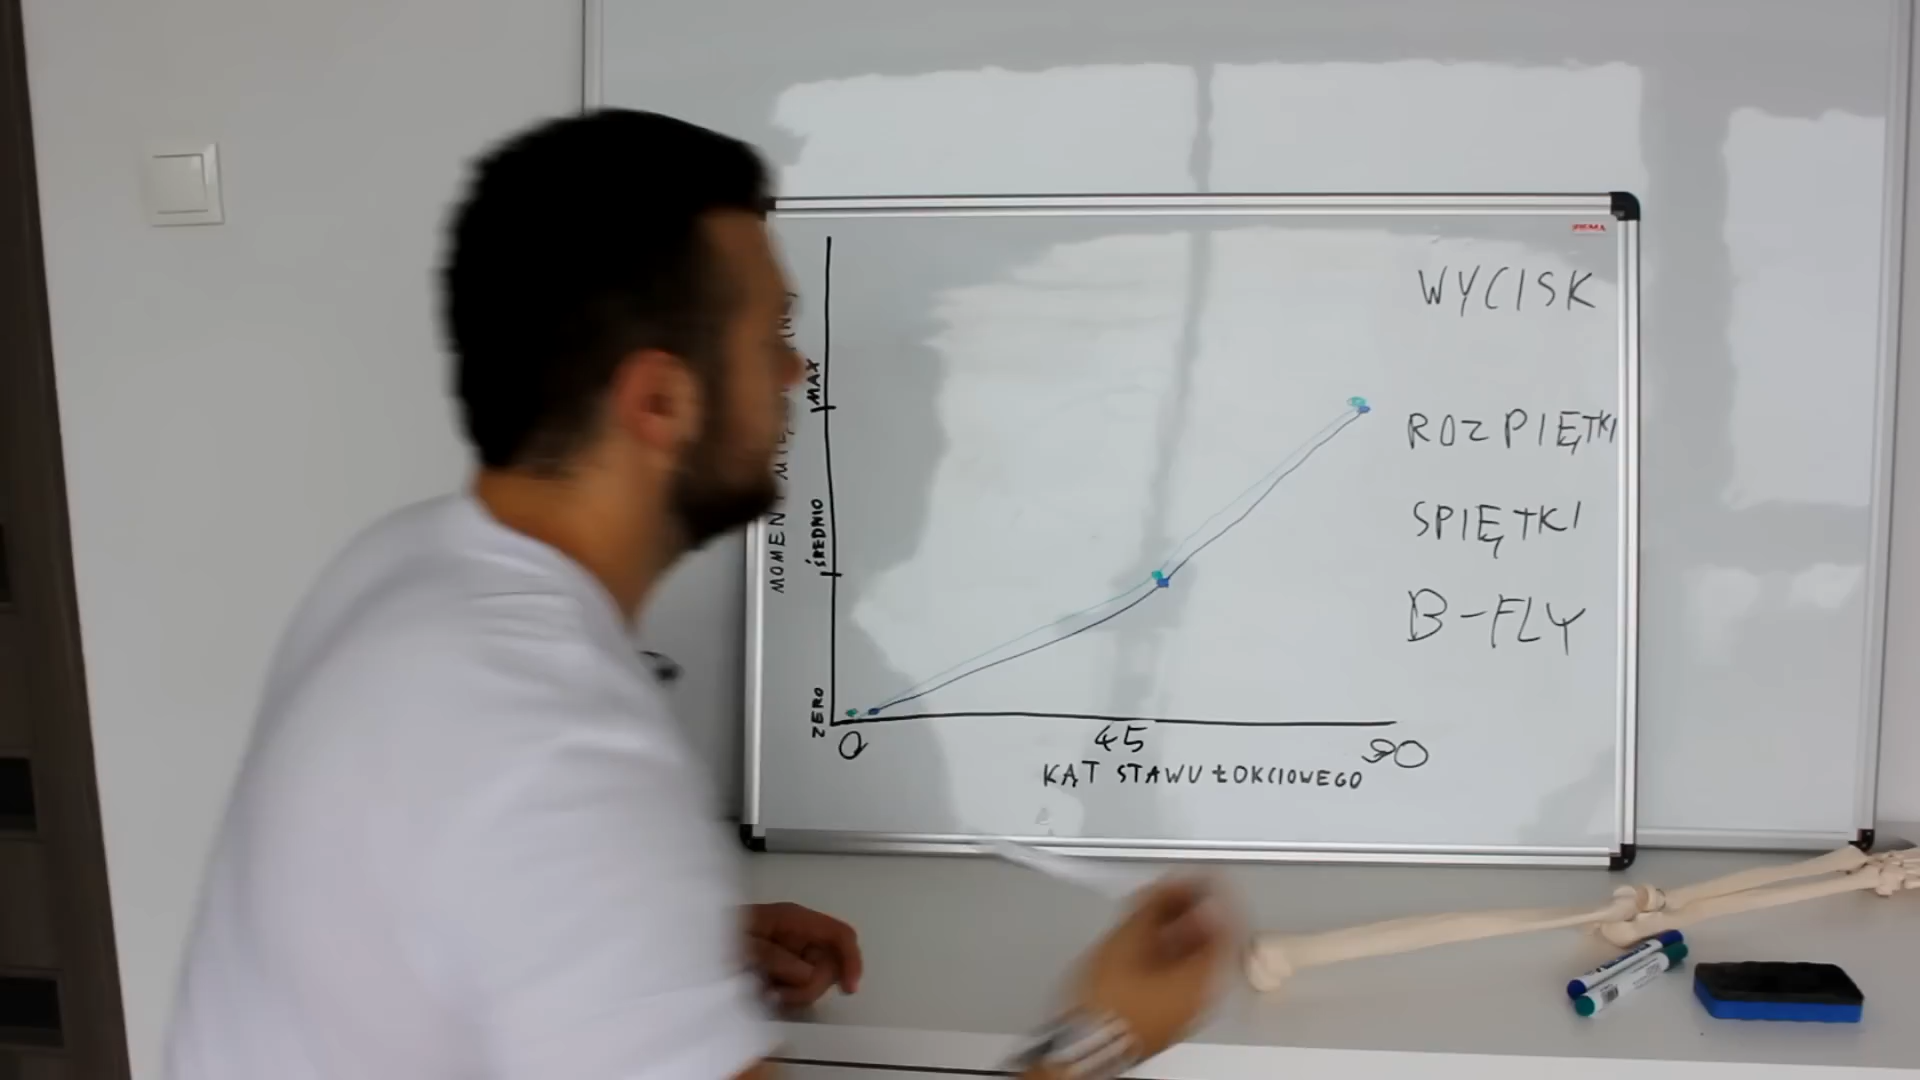 WYCISK
MAX
ROZPIĘTKI
ŚREDNIO
SPIĘTKI
B-FLY
ZERO
0
45
90
KĄT STAWU ŁOKCIOWEGO